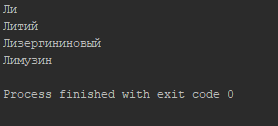 Ли
Литий
Лизергининовый
Лимузин
Process finished with exit code 0